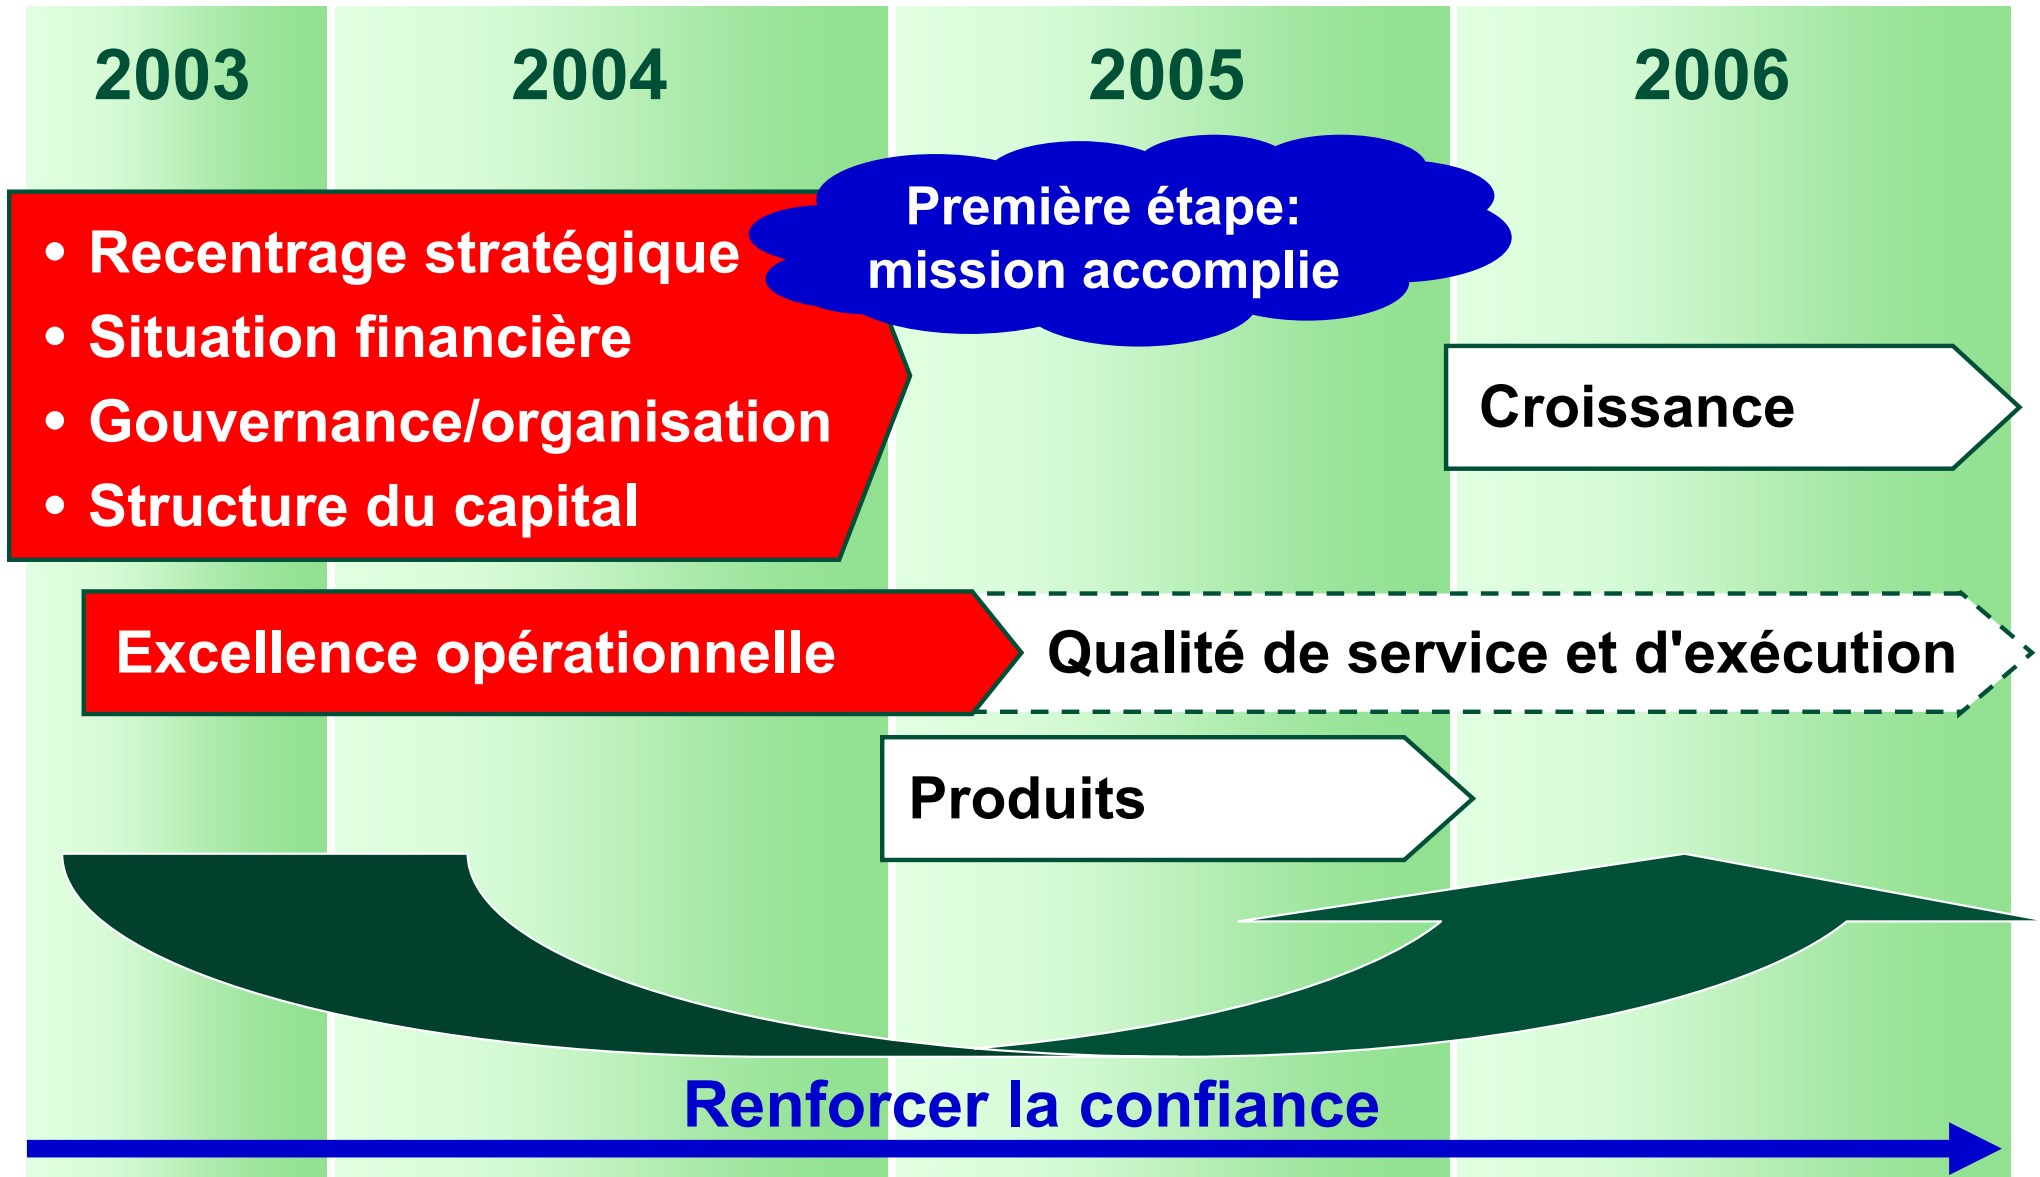 2003 2004 2005 2006
Première étape:
mission accomplie
• Recentrage stratégique
• Situation financière
• Gouvernance/organisation
• Structure du capital
Croissance
Excellence opérationnelle
Qualité de service et d'exécution
Produits
Renforcer la confiance